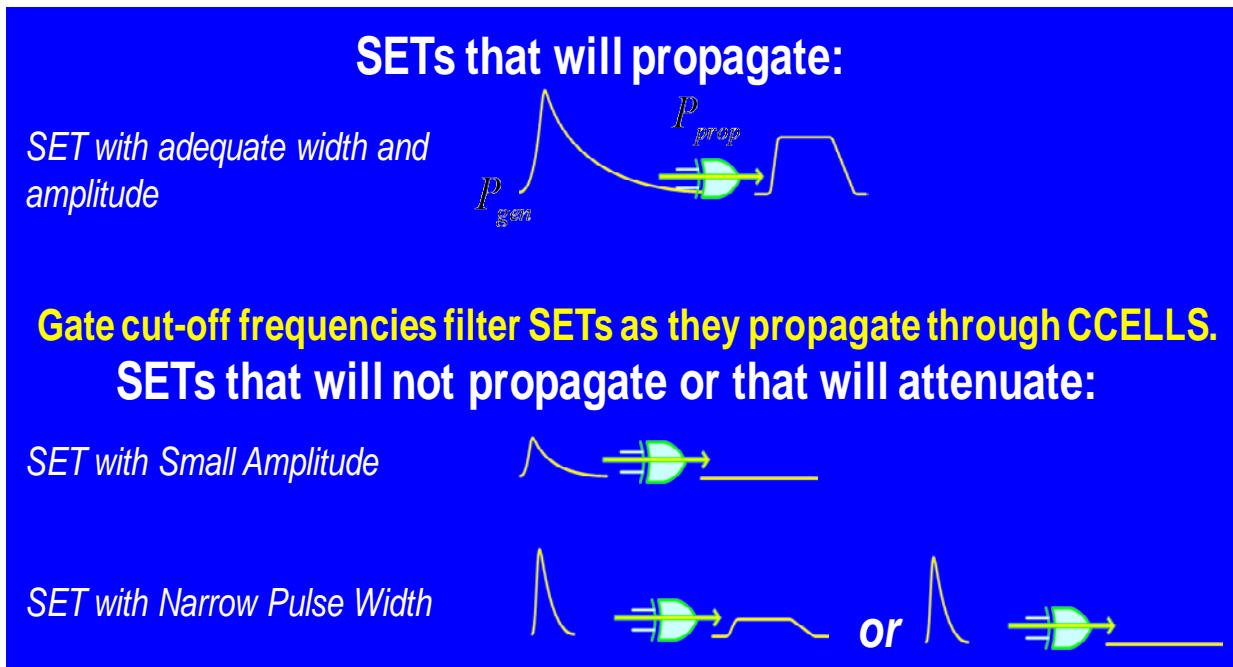 SETs that will propagate:
SET with adequate width and
amplitude
P_prop
P_gen
Gate cut-off frequencies filter SETs as they propagate through CCELLS.
SETs that will not propagate or that will attenuate:
SET with Small Amplitude
SET with Narrow Pulse Width
or